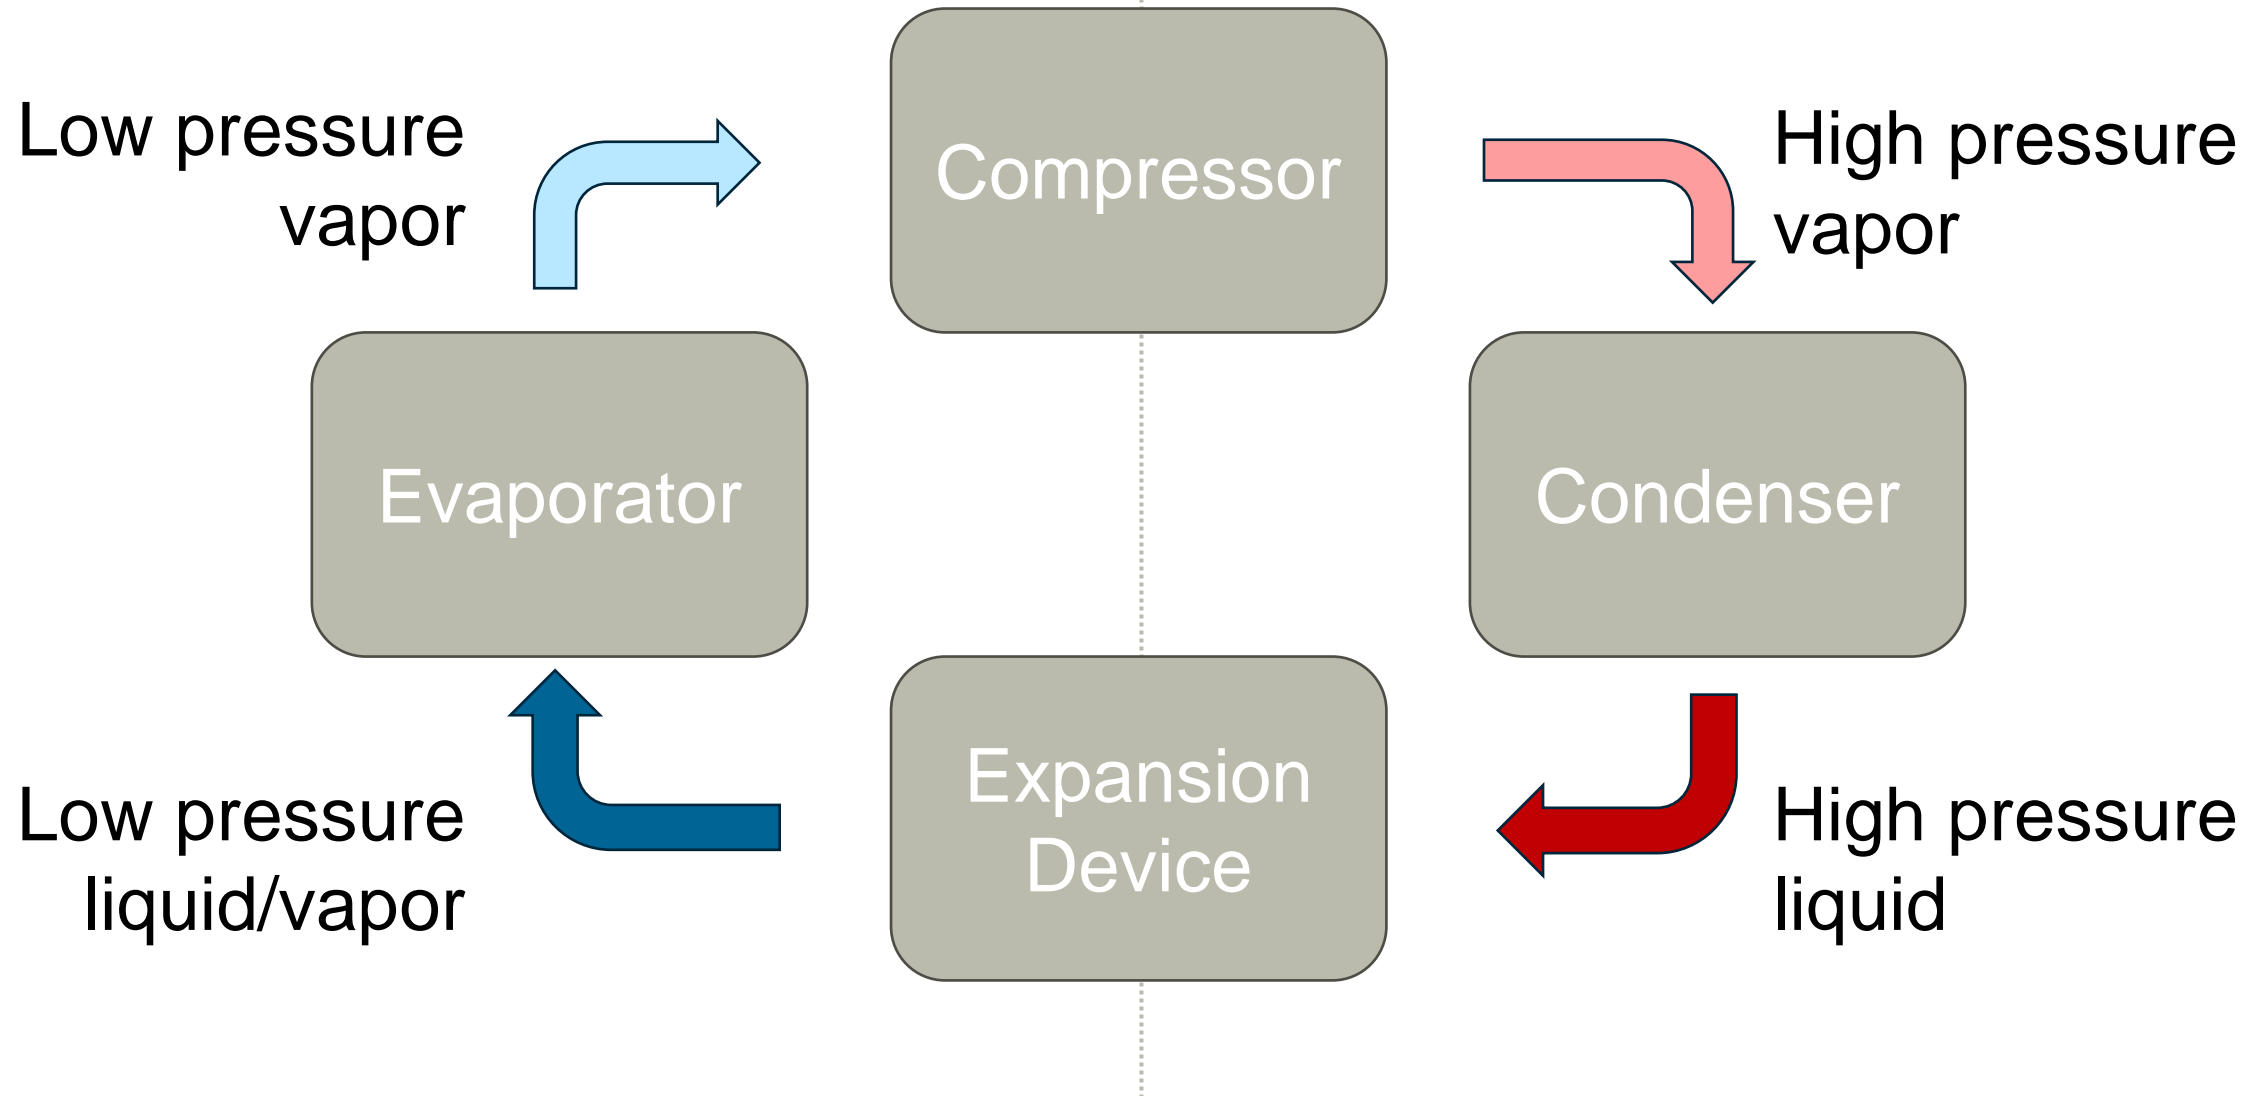 Low pressure
vapor
Compressor
High pressure
vapor
Evaporator
Condenser
Low pressure
liquid/vapor
Expansion
Device
High pressure
liquid